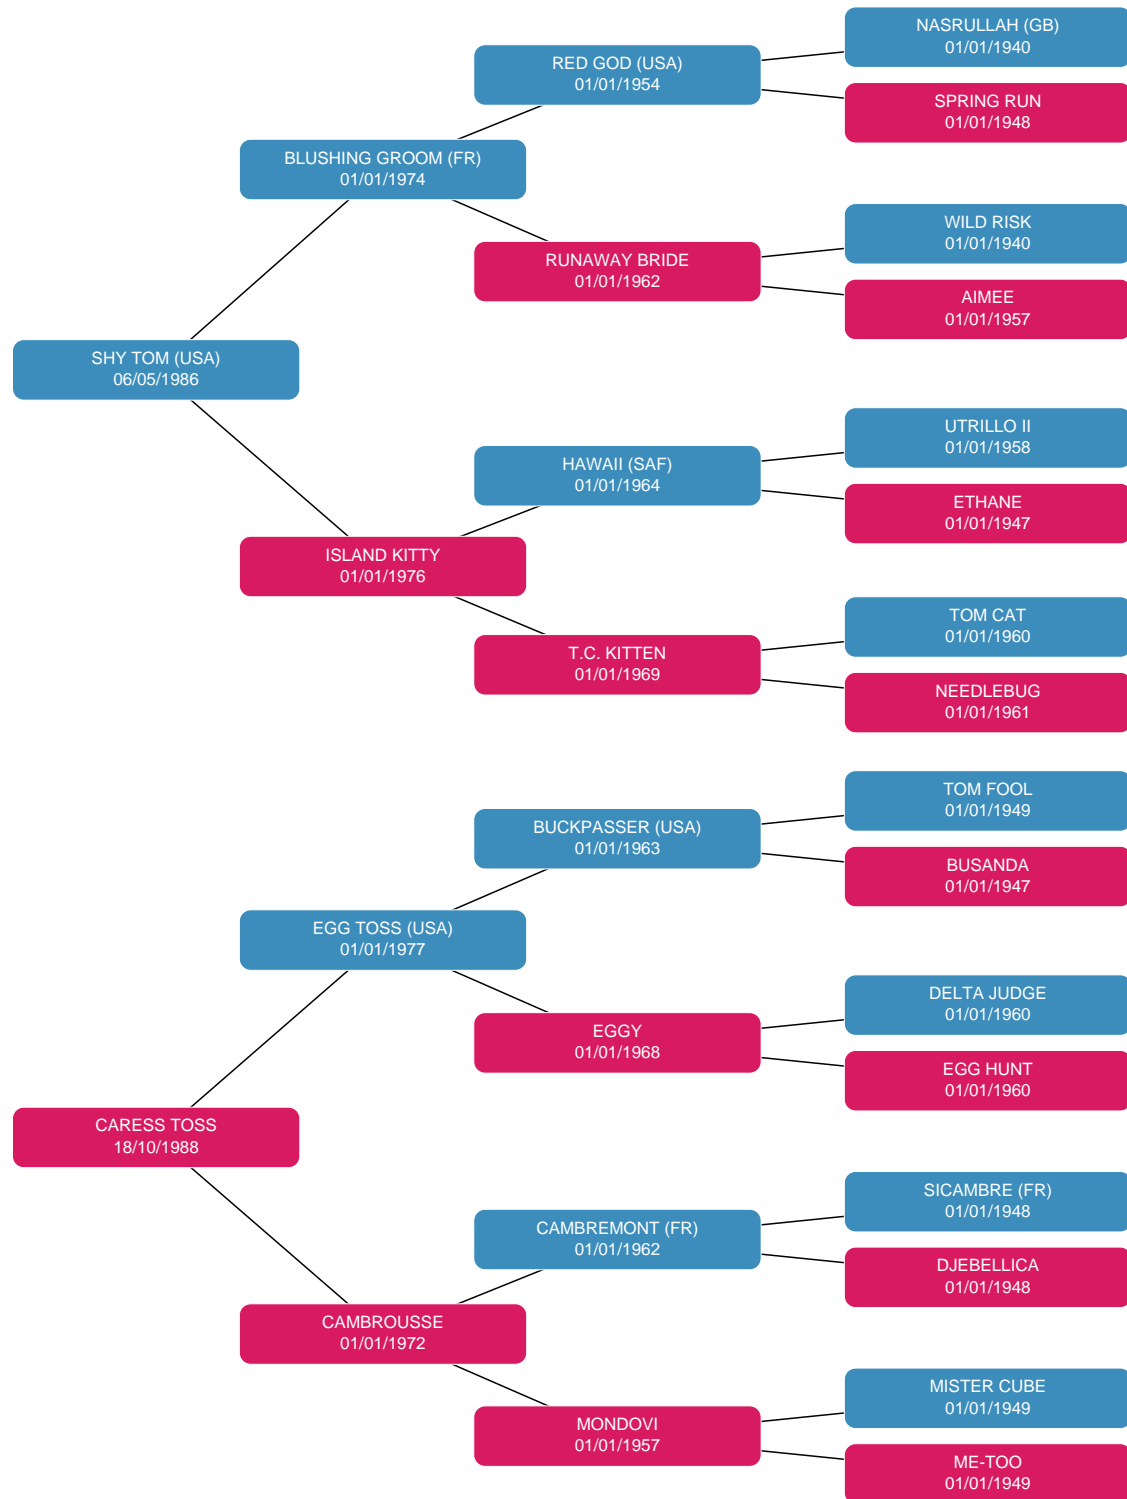 NASRULLAH (GB)
01/01/1940
RED GOD (USA)
01/01/1954
SPRING RUN
01/01/1948
BLUSHING GROOM (FR)
01/01/1974
WILD RISK
01/01/1940
RUNAWAY BRIDE
01/01/1962
AIMEE
01/01/1957
SHY TOM (USA)
06/05/1986
UTRILLO II
01/01/1958
HAWAII (SAF)
01/01/1964
ETHANE
01/01/1947
ISLAND KITTY
01/01/1976
TOM CAT
01/01/1960
T.C. KITTEN
01/01/1969
NEEDLEBUG
01/01/1961
TOM FOOL
01/01/1949
BUCKPASSER (USA)
01/01/1963
BUSANDA
01/01/1947
EGG TOSS (USA)
01/01/1977
DELTA JUDGE
01/01/1960
EGGY
01/01/1968
EGG HUNT
01/01/1960
CARESS TOSS
18/10/1988
SICAMBRE (FR)
01/01/1948
CAMBREMONT (FR)
01/01/1962
DJEBELLICA
01/01/1948
CAMBROUSSE
01/01/1972
MISTER CUBE
01/01/1949
MONDOVI
01/01/1957
ME-TOO
01/01/1949